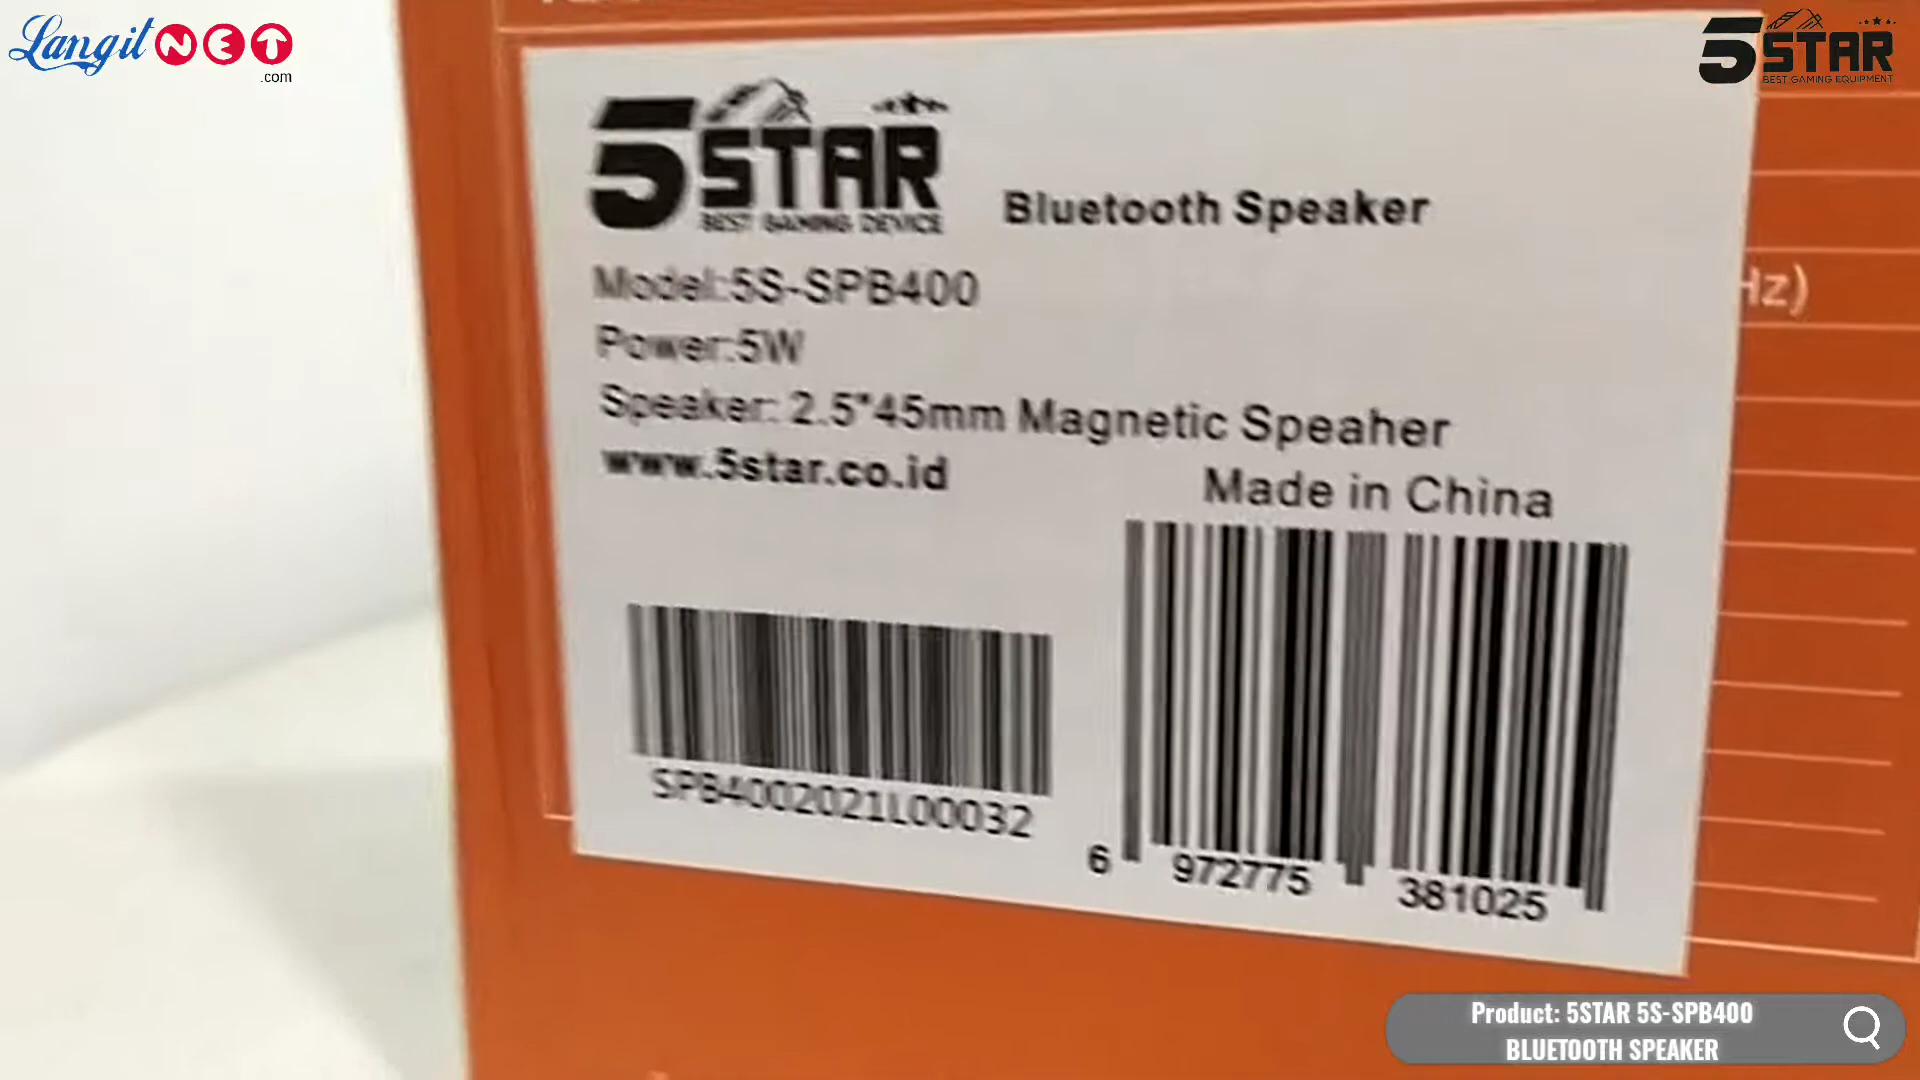 LangitNET
.com
5STAR
BEST GAMING EQUIPMENT
5STAR
BEST GAMING DEVICE
Bluetooth Speaker
Model:5S-SPB400
Power:5W
Speaker: 2.5*45mm Magnetic Speaher
www.5star.co.id
Made in China
Hz)
SPB4002021L00032
6 972775 381025
Product: 5STAR 5S-SPB400
BLUETOOTH SPEAKER